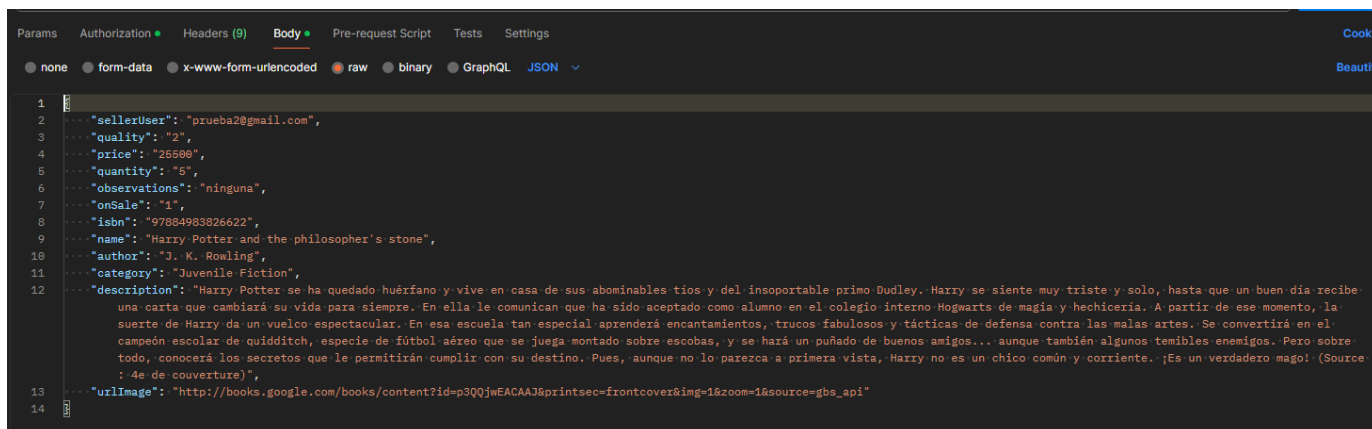 Params Authorization Headers (9) Body Pre-request Script Tests Settings Cook
none form-data x-www-form-urlencoded raw binary GraphQL JSON Beauti
1 {
2 "sellerUser": "prueba2@gmail.com",
3 "quality": "2",
4 "price": "25500",
5 "quantity": "5",
6 "observations": "ninguna",
7 "onSale": "1",
8 "isbn": "97884983826622",
9 "name": "Harry Potter and the philosopher's stone",
10 "author": "J. K. Rowling",
11 "category": "Juvenile Fiction",
12 "description": "Harry Potter se ha quedado huérfano y vive en casa de sus abominables tíos y del insoportable primo Dudley. Harry se siente muy triste y solo, hasta que un buen día recibe
una carta que cambiará su vida para siempre. En ella le comunican que ha sido aceptado como alumno en el colegio interno Hogwarts de magia y hechicería. A partir de ese momento, la
suerte de Harry da un vuelco espectacular. En esa escuela tan especial aprenderá encantamientos, trucos fabulosos y tácticas de defensa contra las malas artes. Se convertirá en el
campeón escolar de quidditch, especie de fútbol aéreo que se juega montado sobre escobas, y se hará un puñado de buenos amigos... aunque también algunos temibles enemigos. Pero sobre
todo, conocerá los secretos que le permitirán cumplir con su destino. Pues, aunque no lo parezca a primera vista, Harry no es un chico común y corriente. ¡Es un verdadero mago! (Source
: 4e de couverture)",
13 "urlImage": "http://books.google.com/books/content?id=p3QQjwEACAAJ&printsec=frontcover&img=1&zoom=1&source=gbs_api"
14 }